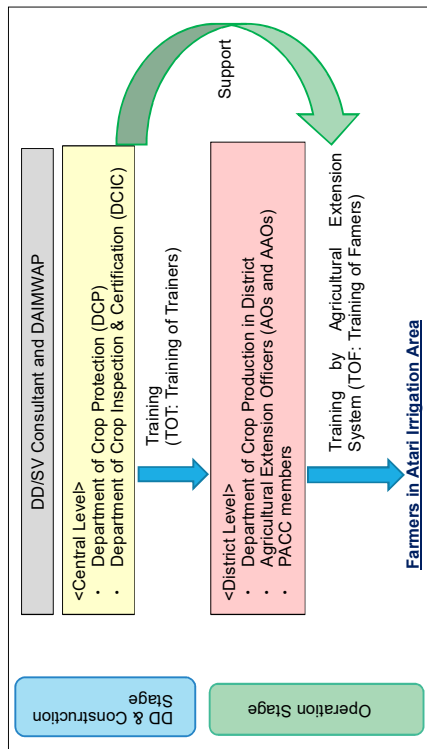 DD/SV Consultant and DAIMWAP
DD & Construction
Stage
<Central Level>
• Department of Crop Protection (DCP)
• Department of Crop Inspection & Certification (DCIC)
Training
(TOT: Training of Trainers)
Support
Operation Stage
<District Level>
• Department of Crop Production in District
• Agricultural Extension Officers (AOs and AAOs)
• PACC members
Training by Agricultural Extension
System (TOF: Training of Famers)
Farmers in Atari Irrigation Area